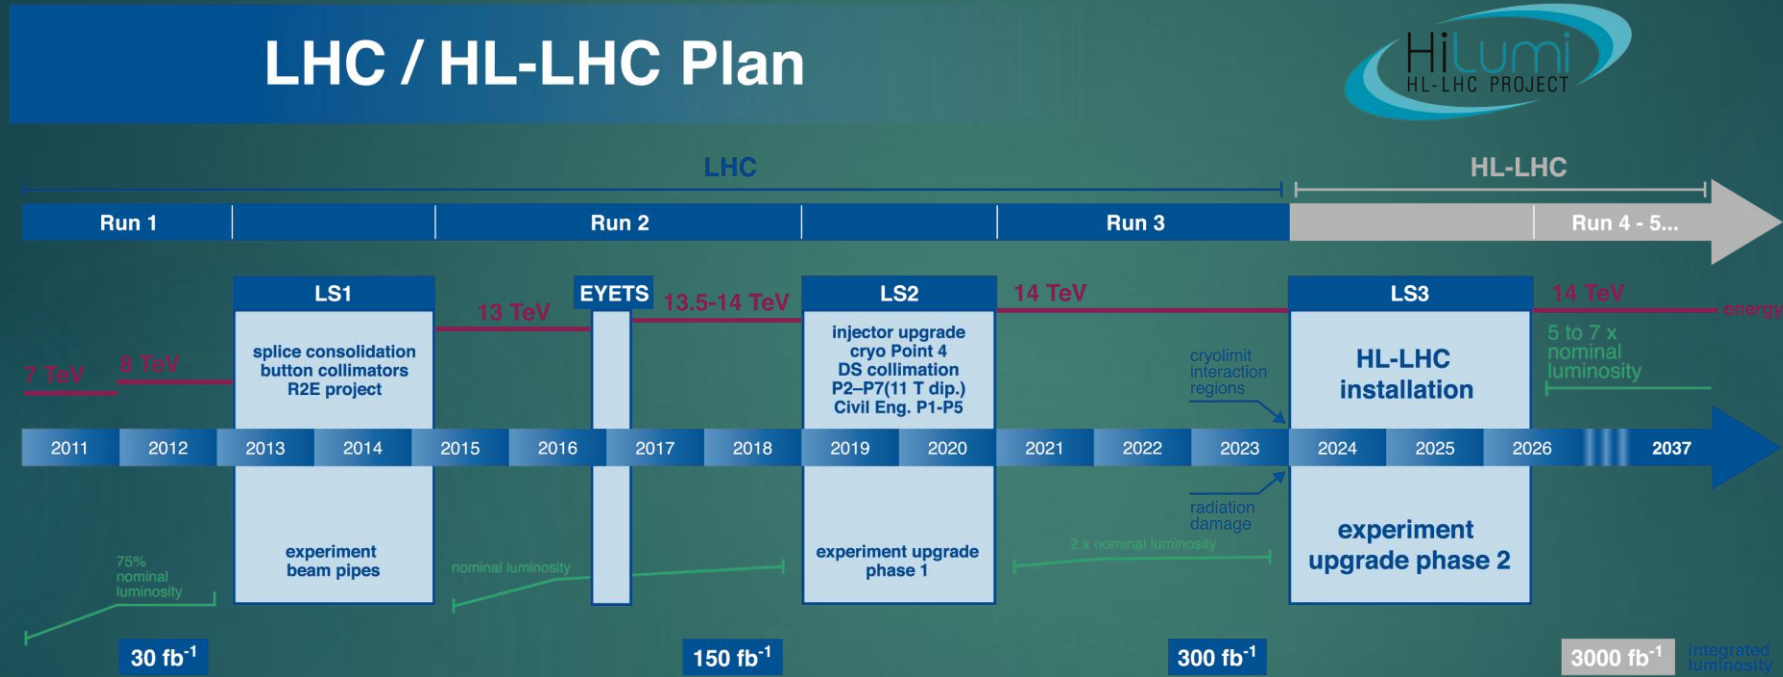 LHC / HL-LHC Plan
HiLumi
HL-LHC PROJECT
LHC
HL-LHC
Run 1
Run 2
Run 3
Run 4 - 5...
LS1
EYETS
LS2
LS3
7 TeV
8 TeV
13 TeV
13.5-14 TeV
14 TeV
14 TeV
energy
splice consolidation
button collimators
R2E project
injector upgrade
cryo Point 4
DS collimation
P2–P7(11 T dip.)
Civil Eng. P1-P5
cryolimit
interaction
regions
HL-LHC
installation
5 to 7 x
nominal
luminosity
2011
2012
2013
2014
2015
2016
2017
2018
2019
2020
2021
2022
2023
2024
2025
2026
2037
radiation
damage
75%
nominal
luminosity
experiment
beam pipes
nominal luminosity
experiment upgrade
phase 1
2 x nominal luminosity
experiment
upgrade phase 2
30 fb⁻¹
150 fb⁻¹
300 fb⁻¹
3000 fb⁻¹
integrated
luminosity